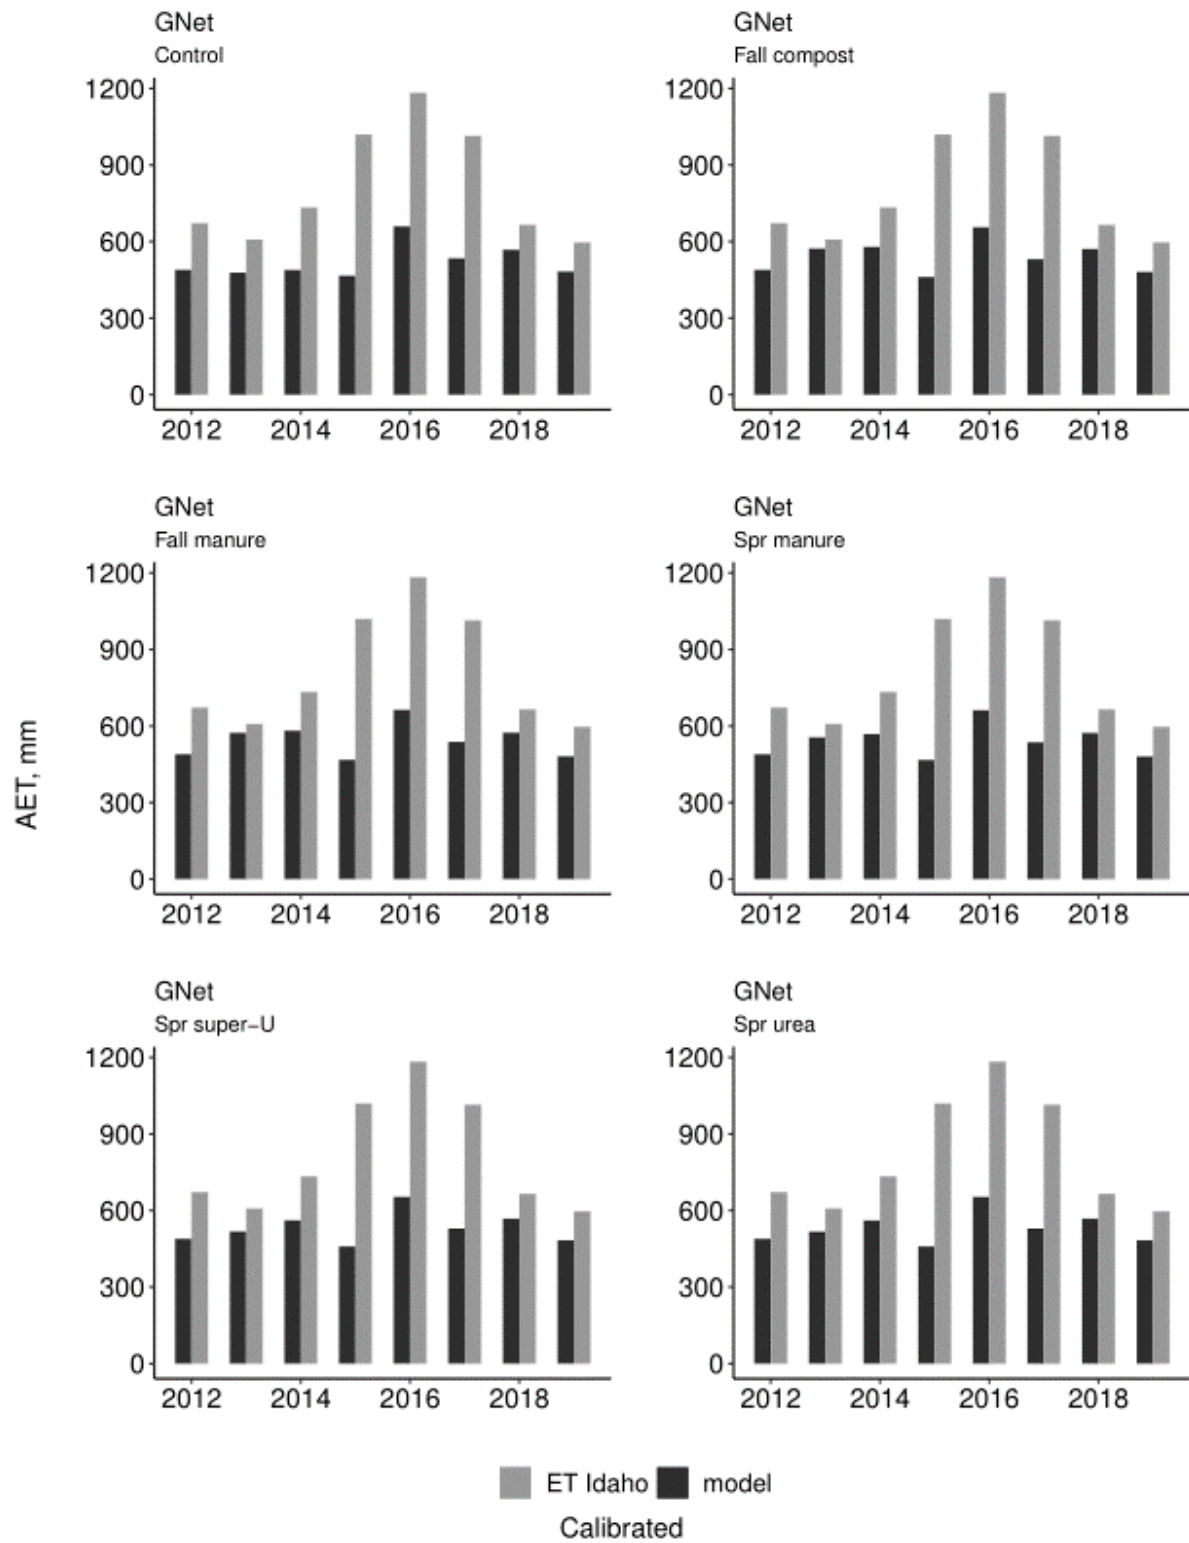 GNet
Control
1200
900
600
300
0
2012 2014 2016 2018
GNet
Fall compost
1200
900
600
300
0
2012 2014 2016 2018
GNet
Fall manure
1200
900
600
300
0
2012 2014 2016 2018
GNet
Spr manure
1200
900
600
300
0
2012 2014 2016 2018
GNet
Spr super−U
1200
900
600
300
0
2012 2014 2016 2018
GNet
Spr urea
1200
900
600
300
0
2012 2014 2016 2018
AET, mm
ET Idaho model
Calibrated